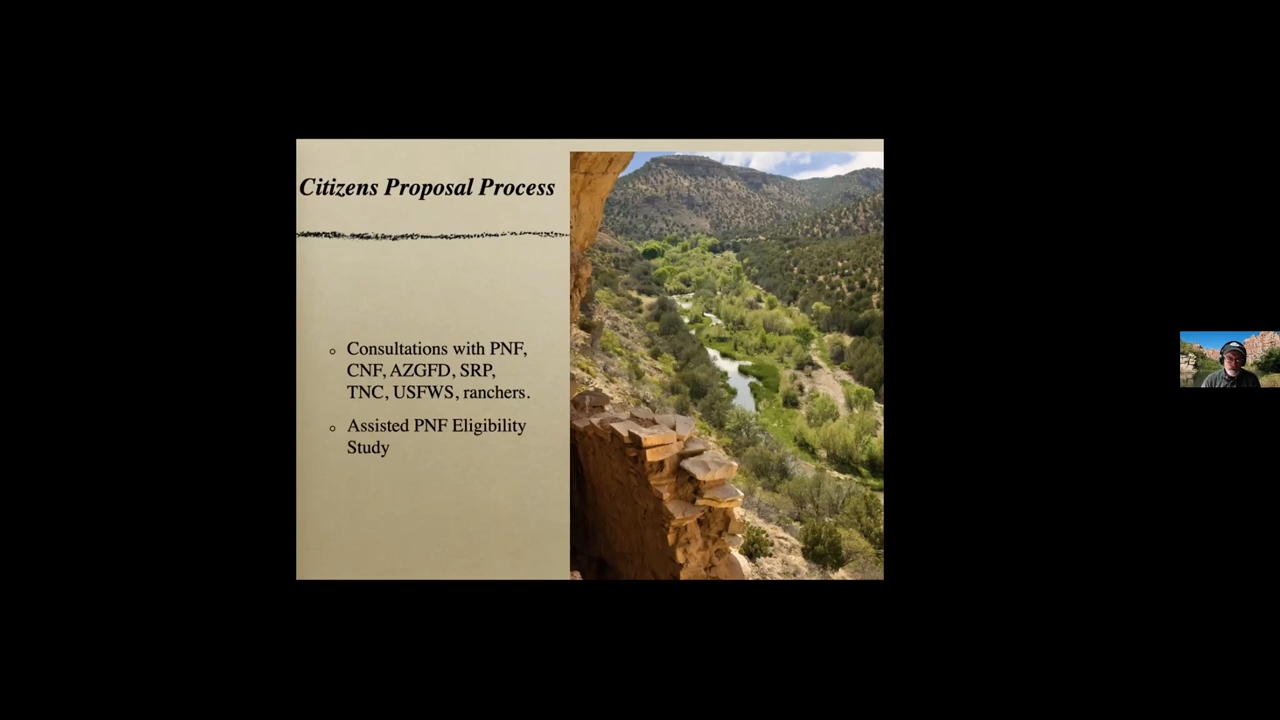 Citizens Proposal Process
Consultations with PNF,
CNF, AZGFD, SRP,
TNC, USFWS, ranchers.
Assisted PNF Eligibility
Study